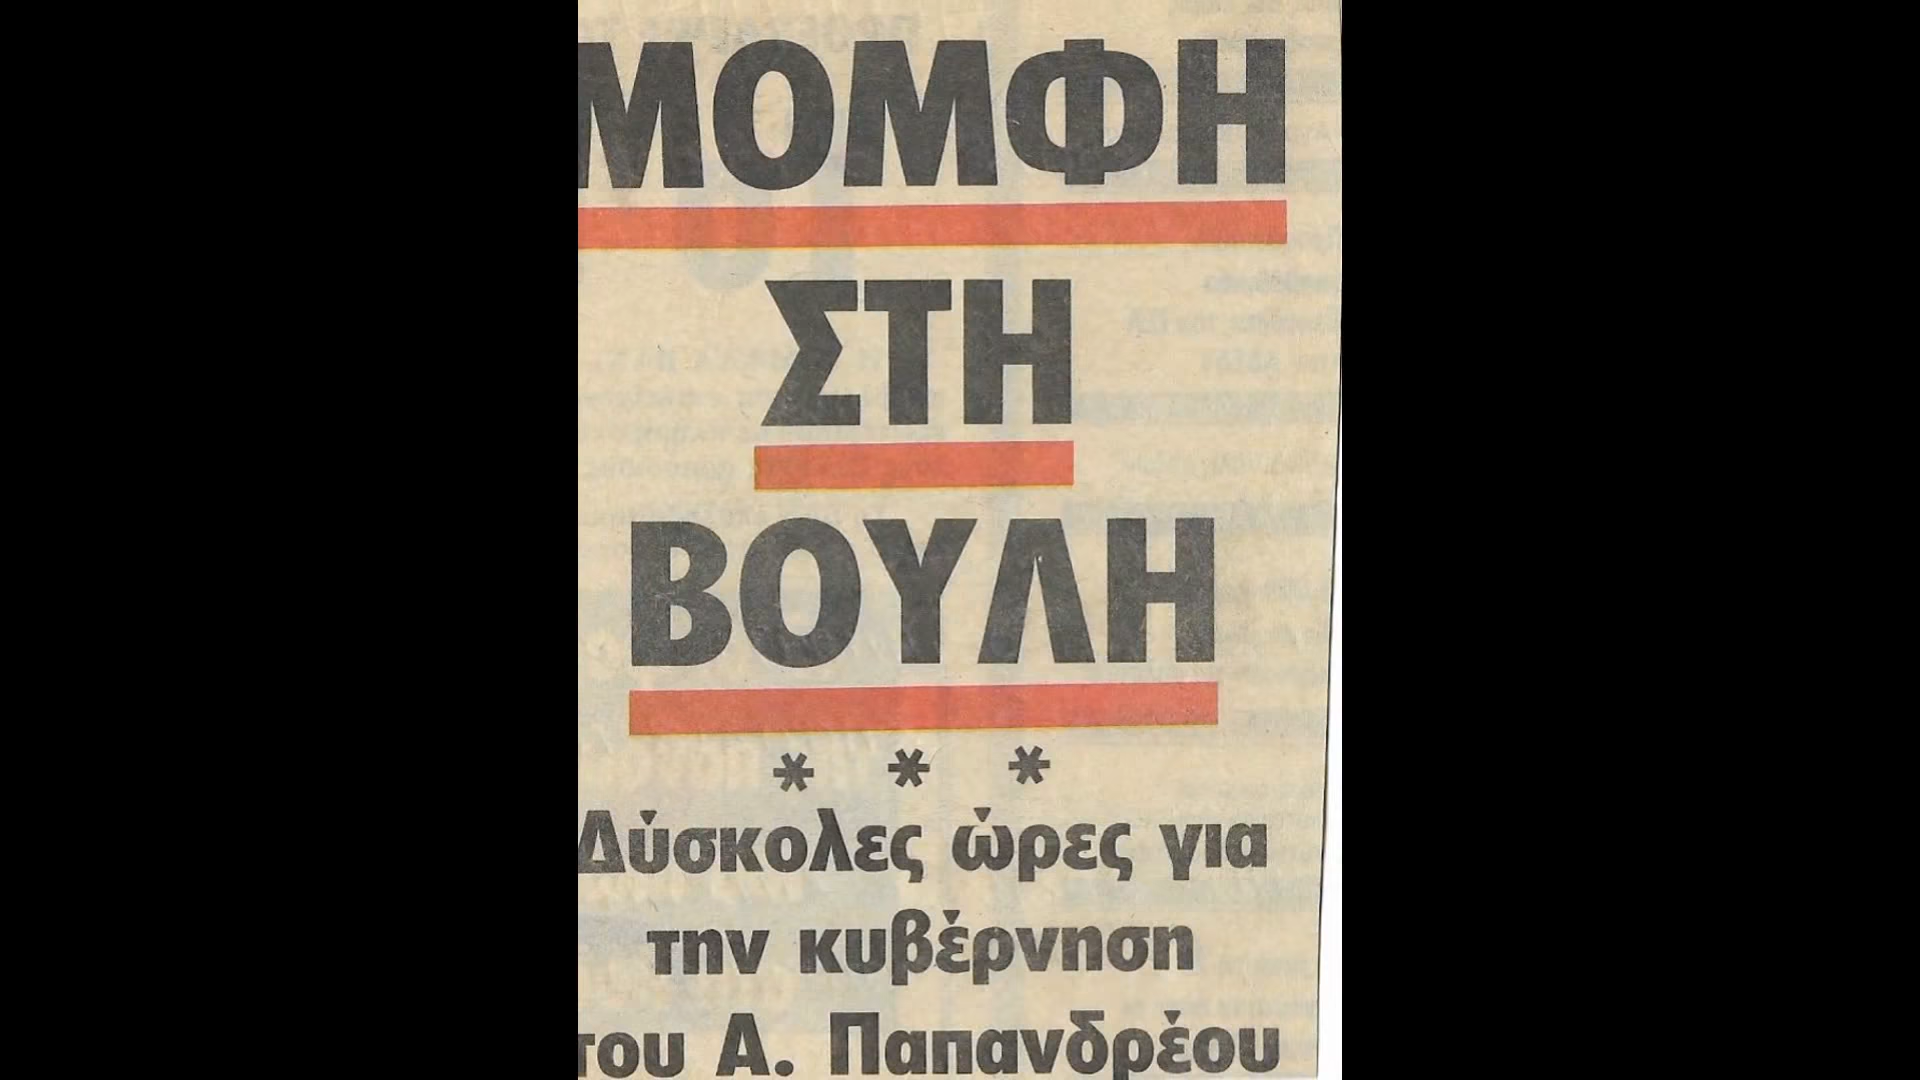 ΜΟΜΦΗ
ΣΤΗ
ΒΟΥΛΗ
* * *
Δύσκολες ώρες για
την κυβέρνηση
του Α. Παπανδρέου